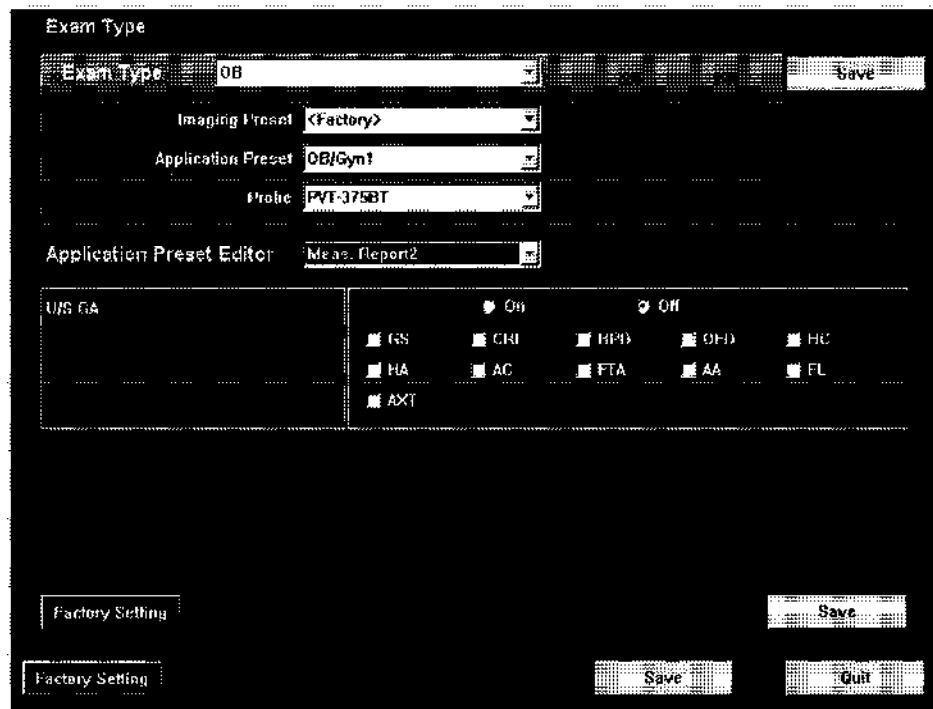 Exam Type
Exam Type OB Save
Imaging Preset <Factory>
Application Preset OB/Gyn1
Probe PVT-375BT
Application Preset Editor Meas. Report2
U/S GA On Off
GS CRL BPD OFD HC
HA AC FTA AA FL
AXT
Factory Setting Save
Factory Setting Save Quit